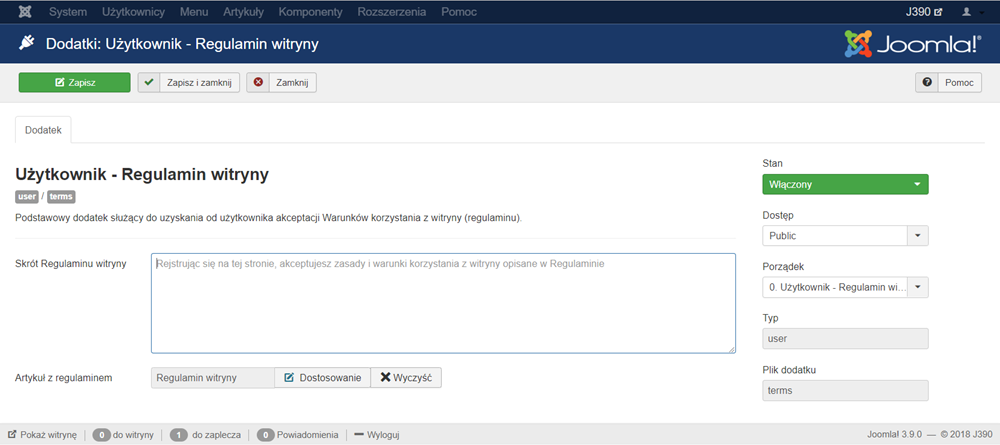 System Użytkownicy Menu Artykuły Komponenty Rozszerzenia Pomoc J390
Dodatki: Użytkownik - Regulamin witryny Joomla!®
Zapisz Zapisz i zamknij Zamknij Pomoc
Dodatek
Użytkownik - Regulamin witryny
user / terms
Podstawowy dodatek służący do uzyskania od użytkownika akceptacji Warunków korzystania z witryny (regulaminu).
Skrót Regulaminu witryny
Rejstrując się na tej stronie, akceptujesz zasady i warunki korzystania z witryny opisane w Regulaminie
Artykuł z regulaminem
Regulamin witryny Dostosowanie Wyczyść
Stan
Włączony
Dostęp
Public
Porządek
0. Użytkownik - Regulamin wi...
Typ
user
Plik dodatku
terms
Pokaż witrynę 0 do witryny 1 do zaplecza 0 Powiadomienia Wyloguj Joomla! 3.9.0 — © 2018 J390